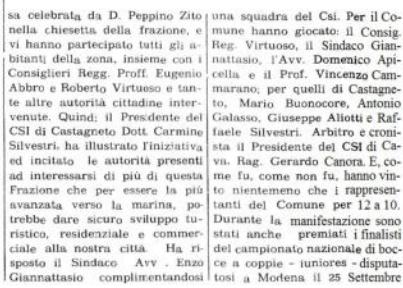 sa celebrata da D. Peppino Zito
nella chiesetta della frazione, e
vi hanno partecipato tutti gli a-
bitanti della zona, insieme con i
Consiglieri Regg. Proff. Eugenio
Abbro e Roberto Virtuoso e tan-
te altre autorità cittadine inter-
venute. Quindi il Presidente del
CSI di Castagneto Dott. Carmine
Silvestri, ha illustrato l'iniziativa
ed incitato le autorità presenti
ad interessarsi di più di questa
Frazione che per essere la più
avanzata verso la marina, po-
trebbe dare sicuro sviluppo tu-
ristico, residenziale e commer-
ciale alla nostra città. Ha ri-
sposto il Sindaco Avv. Enzo
Giannattasio complimentandosi
una squadra del Csi. Per il Co-
mune hanno giocato: il Consig.
Reg. Virtuoso, il Sindaco Gian-
nattasio, l'Avv. Domenico Api-
cella e il Prof. Vincenzo Cam-
marano; per quelli di Castagne-
to, Mario Buonocore, Antonio
Galasso, Giuseppe Aliotti e Raf-
faele Silvestri. Arbitro e croni-
sta il Presidente del CSI di Ca-
va. Rag. Gerardo Canora. E, co-
me fu, come non fu, hanno vin-
to nientemeno che i rappresen-
tanti del Comune per 12 a 10.
Durante la manifestazione sono
stati anche premiati i finalisti
del campionato nazionale di boc-
ce a coppie - iuniores - disputa-
tosi a Modena il 25 Settembre